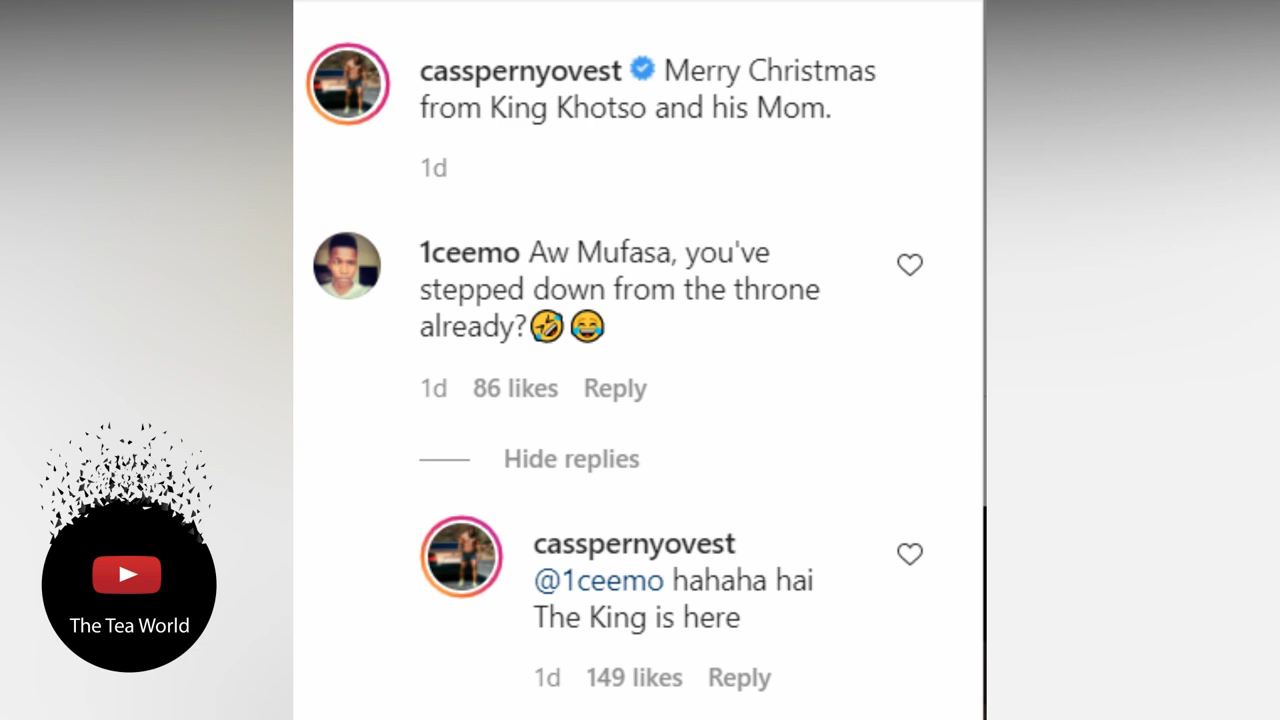 casspernyovest Merry Christmas
from King Khotso and his Mom.
1d
1ceemo Aw Mufasa, you've
stepped down from the throne
already?🤣😂
1d 86 likes Reply
Hide replies
casspernyovest
@1ceemo hahaha hai
The King is here
1d 149 likes Reply
The Tea World